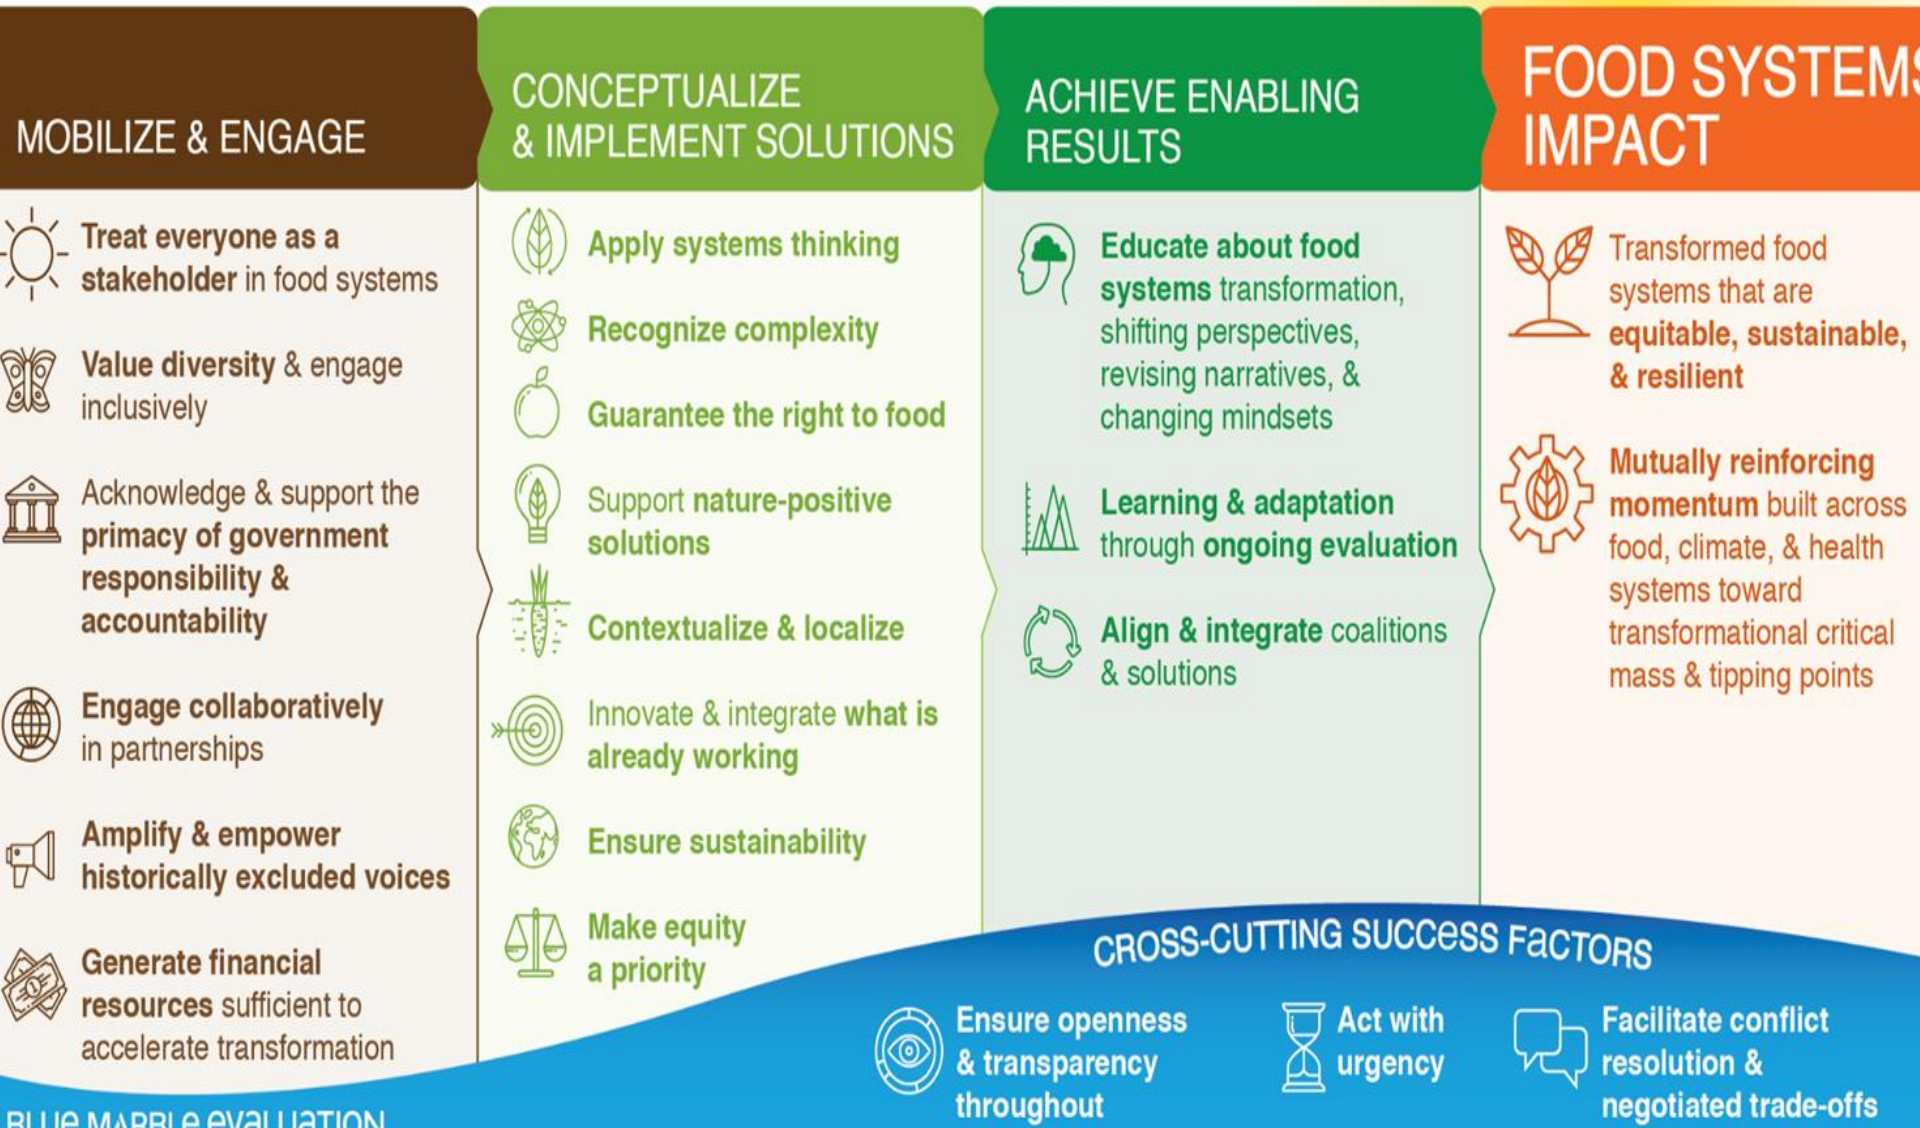 MOBILIZE & ENGAGE
Treat everyone as a
stakeholder in food systems
Value diversity & engage
inclusively
Acknowledge & support the
primacy of government
responsibility &
accountability
Engage collaboratively
in partnerships
Amplify & empower
historically excluded voices
Generate financial
resources sufficient to
accelerate transformation
CONCEPTUALIZE
& IMPLEMENT SOLUTIONS
Apply systems thinking
Recognize complexity
Guarantee the right to food
Support nature-positive
solutions
Contextualize & localize
Innovate & integrate what is
already working
Ensure sustainability
Make equity
a priority
ACHIEVE ENABLING
RESULTS
Educate about food
systems transformation,
shifting perspectives,
revising narratives, &
changing mindsets
Learning & adaptation
through ongoing evaluation
Align & integrate coalitions
& solutions
FOOD SYSTEMS
IMPACT
Transformed food
systems that are
equitable, sustainable,
& resilient
Mutually reinforcing
momentum built across
food, climate, & health
systems toward
transformational critical
mass & tipping points
CROSS-CUTTING SUCCeSS FaCTORS
Ensure openness
& transparency
throughout
Act with
urgency
Facilitate conflict
resolution &
negotiated trade-offs
BLUe MARBLe evaLuaTION